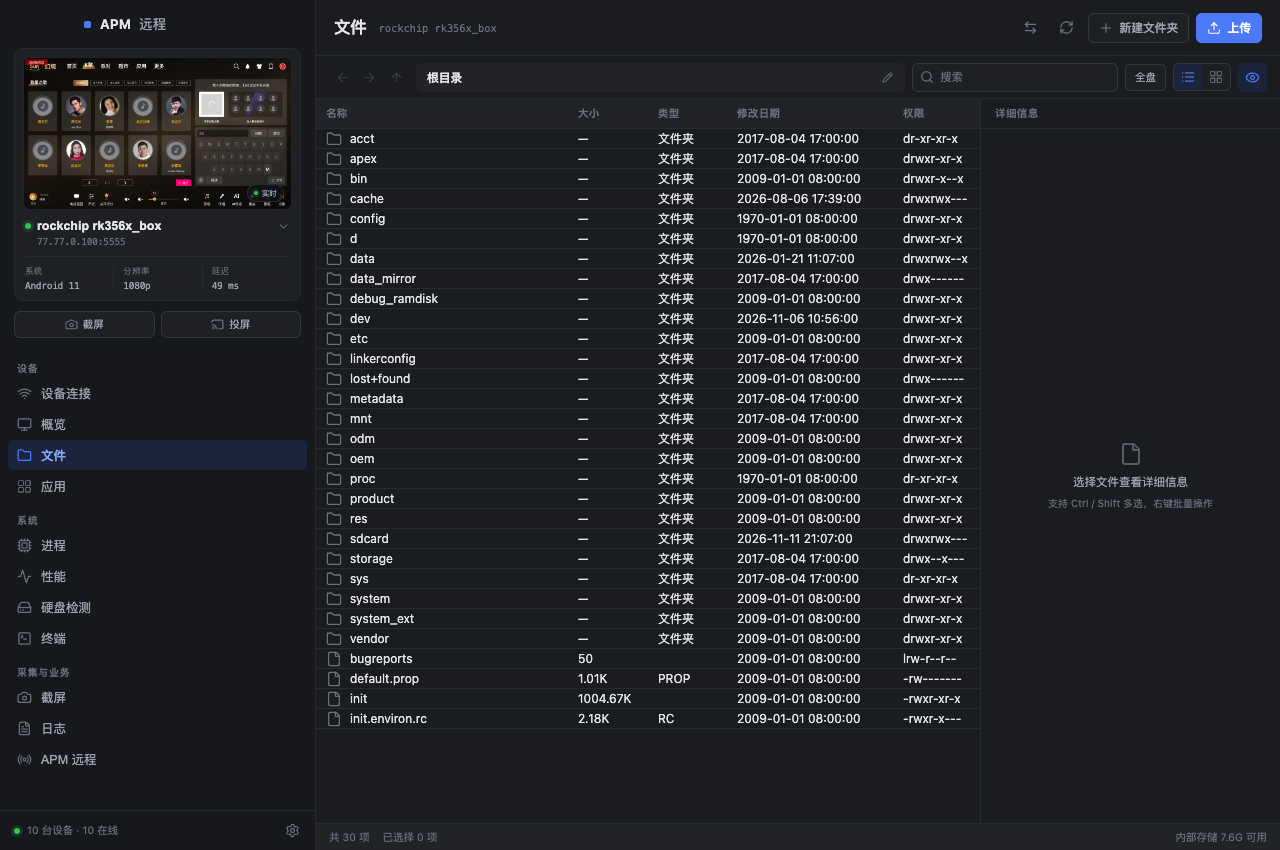 APM 远程
首页 点歌 派对 超市 应用 更多
实时
rockchip rk356x_box
77.77.0.100:5555
系统 分辨率 延迟
Android 11 1080p 49 ms
截屏 投屏
设备
设备连接
概览
文件
应用
系统
进程
性能
硬盘检测
终端
采集与业务
截屏
日志
APM 远程
10 台设备 · 10 在线
文件 rockchip rk356x_box
新建文件夹 上传
根目录 搜索 全盘
名称 大小 类型 修改日期 权限
acct — 文件夹 2017-08-04 17:00:00 dr-xr-xr-x
apex — 文件夹 2017-08-04 17:00:00 drwxr-xr-x
bin — 文件夹 2009-01-01 08:00:00 drwxr-x--x
cache — 文件夹 2026-08-06 17:39:00 drwxrwx---
config — 文件夹 1970-01-01 08:00:00 drwxr-xr-x
d — 文件夹 1970-01-01 08:00:00 drwxr-xr-x
data — 文件夹 2026-01-21 11:07:00 drwxrwx--x
data_mirror — 文件夹 2017-08-04 17:00:00 drwx------
debug_ramdisk — 文件夹 2009-01-01 08:00:00 drwxr-xr-x
dev — 文件夹 2026-11-06 10:56:00 drwxr-xr-x
etc — 文件夹 2009-01-01 08:00:00 drwxr-xr-x
linkerconfig — 文件夹 2017-08-04 17:00:00 drwxr-xr-x
lost+found — 文件夹 2009-01-01 08:00:00 drwx------
metadata — 文件夹 2017-08-04 17:00:00 drwxr-xr-x
mnt — 文件夹 2017-08-04 17:00:00 drwxr-xr-x
odm — 文件夹 2009-01-01 08:00:00 drwxr-xr-x
oem — 文件夹 2009-01-01 08:00:00 drwxr-xr-x
proc — 文件夹 1970-01-01 08:00:00 dr-xr-xr-x
product — 文件夹 2009-01-01 08:00:00 drwxr-xr-x
res — 文件夹 2009-01-01 08:00:00 drwxr-xr-x
sdcard — 文件夹 2026-11-11 21:07:00 drwxrwx---
storage — 文件夹 2017-08-04 17:00:00 drwx--x---
sys — 文件夹 2017-08-04 17:00:00 dr-xr-xr-x
system — 文件夹 2009-01-01 08:00:00 drwxr-xr-x
system_ext — 文件夹 2009-01-01 08:00:00 drwxr-xr-x
vendor — 文件夹 2009-01-01 08:00:00 drwxr-xr-x
bugreports 50 2009-01-01 08:00:00 lrw-r--r--
default.prop 1.01K PROP 2009-01-01 08:00:00 -rw-------
init 1004.67K 2009-01-01 08:00:00 -rwxr-xr-x
init.environ.rc 2.18K RC 2009-01-01 08:00:00 -rwxr-x---
详细信息
选择文件查看详细信息
支持 Ctrl / Shift 多选，右键批量操作
共 30 项 已选择 0 项
内部存储 7.6G 可用